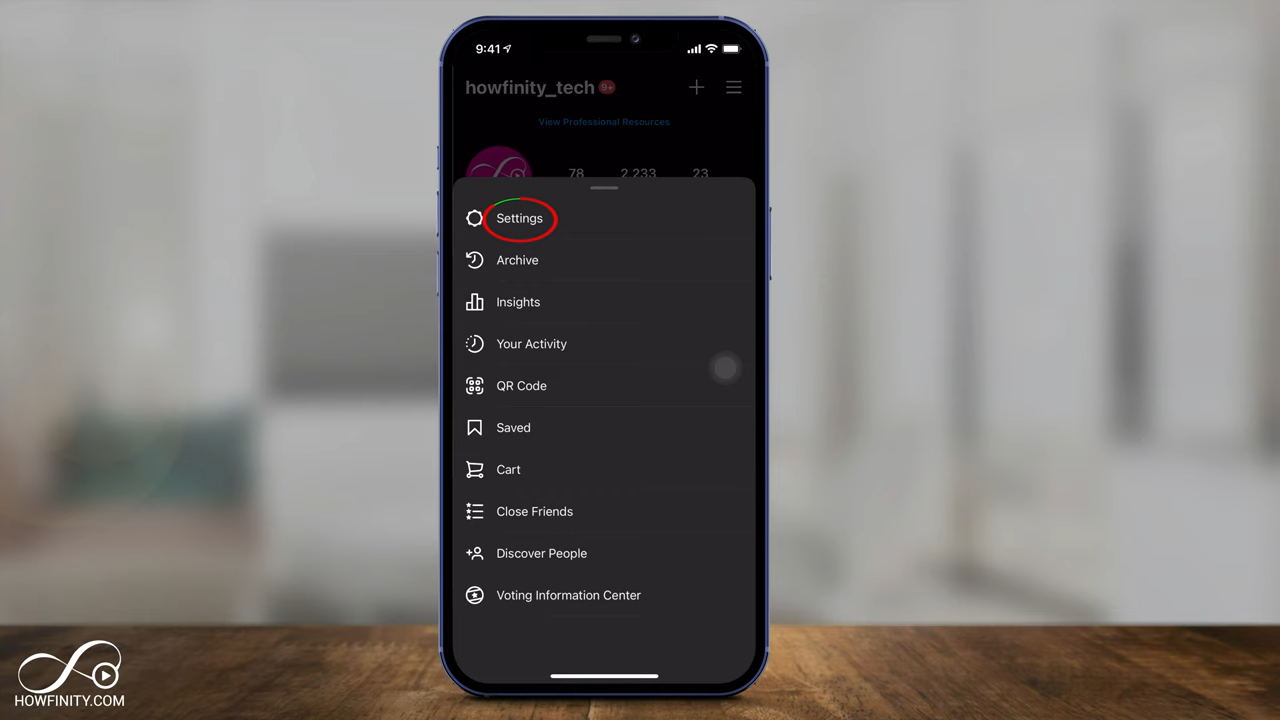 9:41
howfinity_tech 9+
View Professional Resources
78 2,233 23
Settings
Archive
Insights
Your Activity
QR Code
Saved
Cart
Close Friends
Discover People
Voting Information Center
HOWFINITY.COM